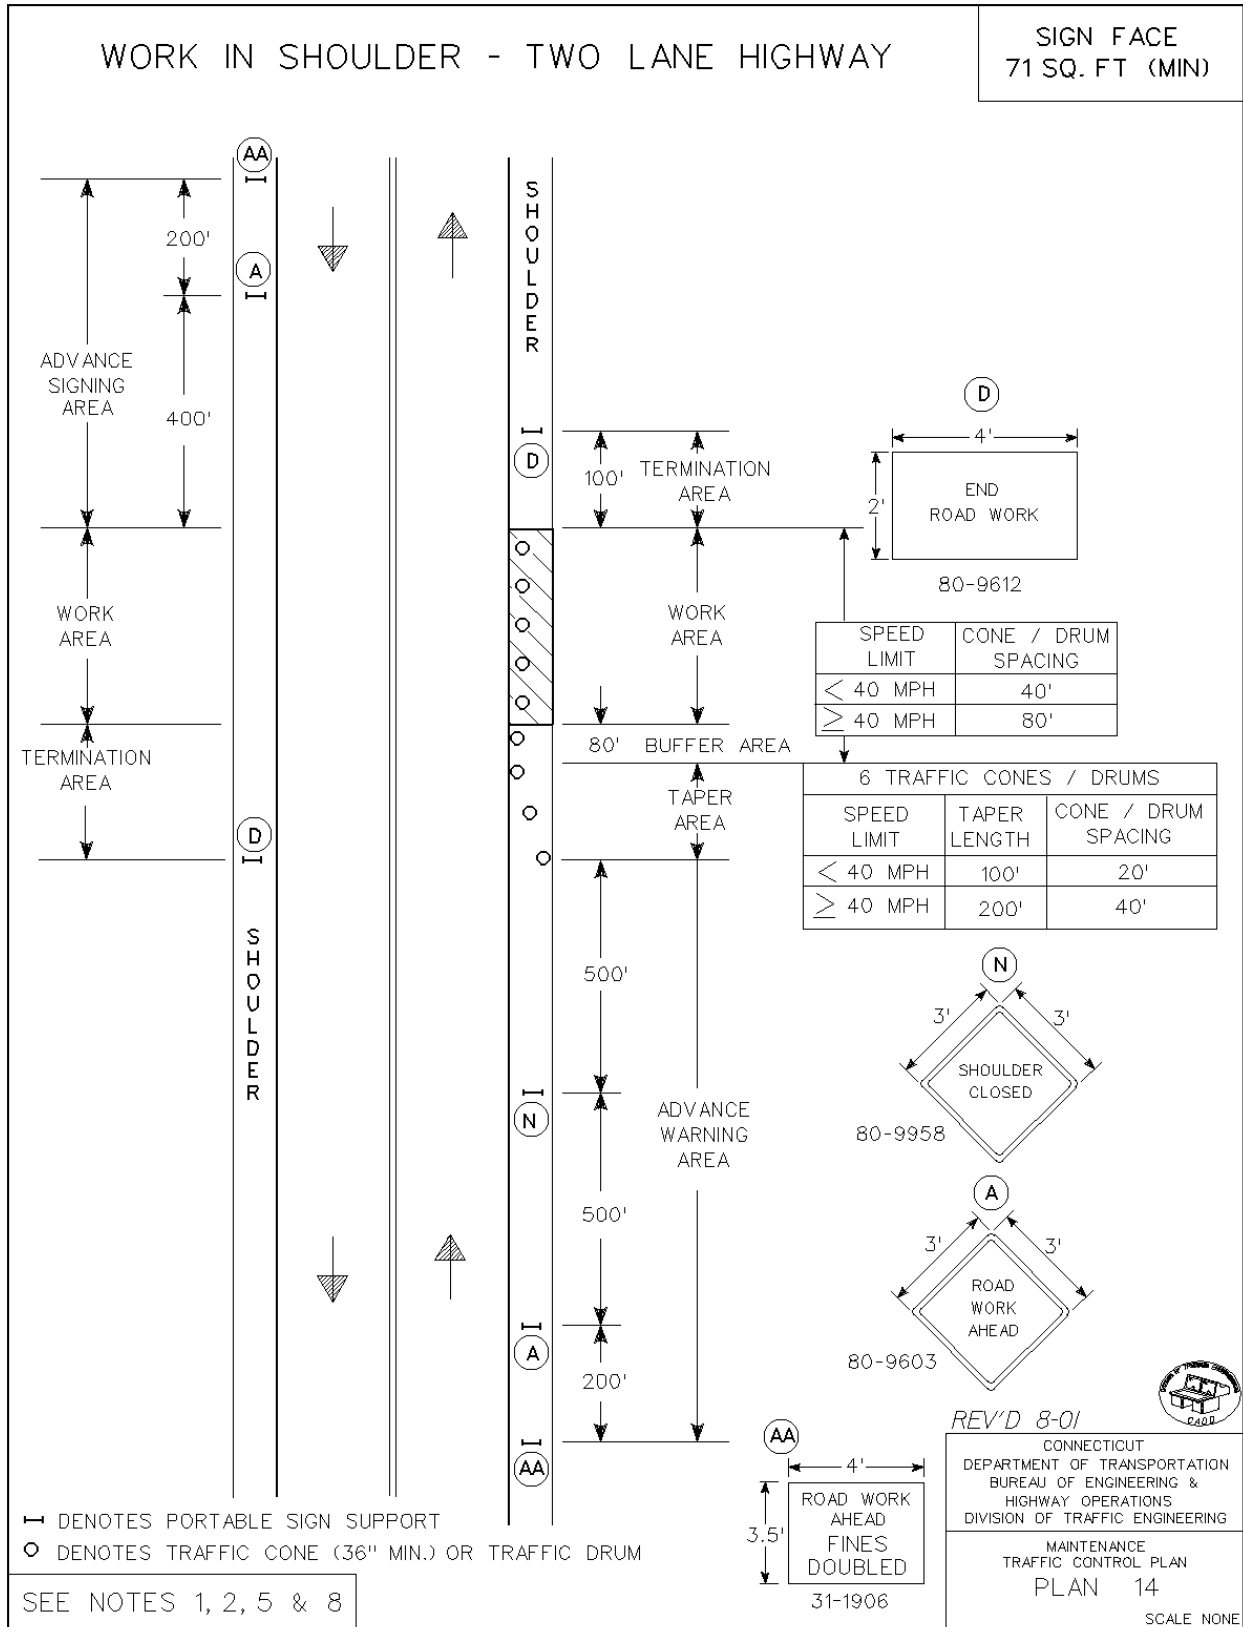 WORK IN SHOULDER - TWO LANE HIGHWAY
SIGN FACE
71 SQ. FT (MIN)
AA
200'
A
ADVANCE
SIGNING
AREA
400'
WORK
AREA
TERMINATION
AREA
D
SHOULDER
SHOULDER
D
100'
TERMINATION
AREA
WORK
AREA
80'
BUFFER AREA
TAPER
AREA
500'
N
500'
ADVANCE
WARNING
AREA
A
200'
AA
D
4'
2'
END
ROAD WORK
80-9612
SPEED LIMIT CONE / DRUM SPACING
< 40 MPH 40'
≥ 40 MPH 80'
6 TRAFFIC CONES / DRUMS
SPEED LIMIT TAPER LENGTH CONE / DRUM SPACING
< 40 MPH 100' 20'
≥ 40 MPH 200' 40'
N
3' 3'
SHOULDER
CLOSED
80-9958
A
3' 3'
ROAD
WORK
AHEAD
80-9603
AA
4'
3.5'
ROAD WORK
AHEAD
FINES
DOUBLED
31-1906
REV'D 8-01
CADD
CONNECTICUT
DEPARTMENT OF TRANSPORTATION
BUREAU OF ENGINEERING &
HIGHWAY OPERATIONS
DIVISION OF TRAFFIC ENGINEERING
MAINTENANCE
TRAFFIC CONTROL PLAN
PLAN 14
SCALE NONE
DENOTES PORTABLE SIGN SUPPORT
DENOTES TRAFFIC CONE (36" MIN.) OR TRAFFIC DRUM
SEE NOTES 1, 2, 5 & 8